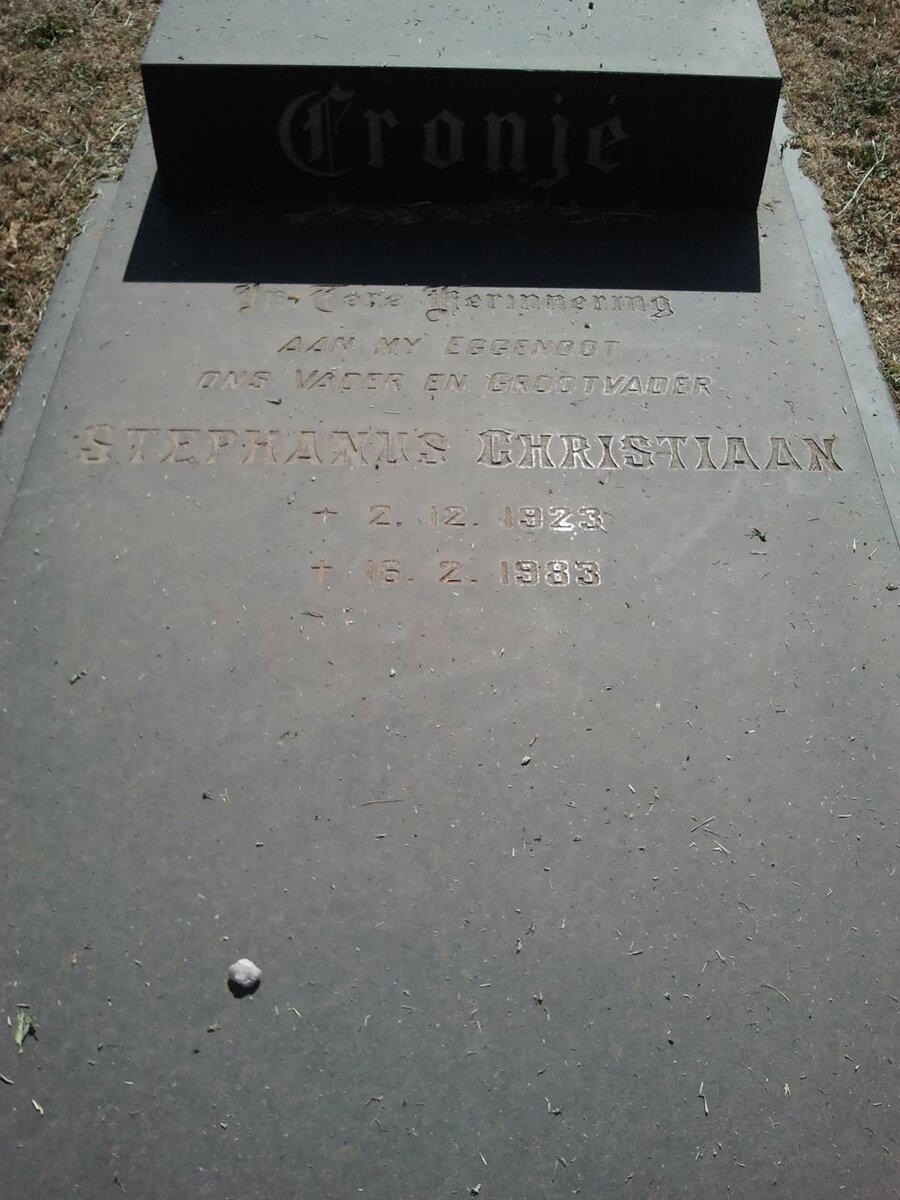 Cronjé
In Tere Herinnering
AAN MY EGGENOOT
ONS VADER EN GROOTVADER
STEPHANUS CHRISTIAAN
+ 2. 12. 1923
+ 16. 2. 1983